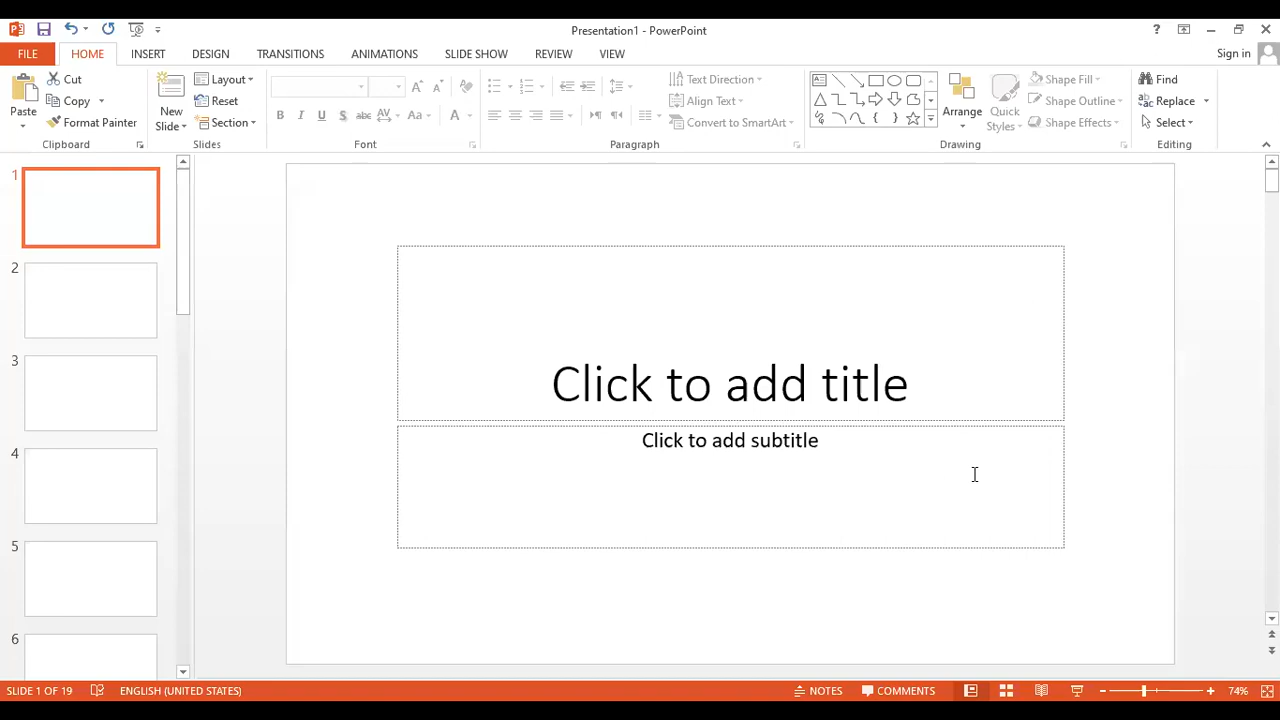 Presentation1 - PowerPoint
?
FILE HOME INSERT DESIGN TRANSITIONS ANIMATIONS SLIDE SHOW REVIEW VIEW Sign in
Paste
Cut
Copy
Format Painter
Clipboard
New
Slide
Layout
Reset
Section
Slides
B I U S abc AV Aa A
Font
Text Direction
Align Text
Convert to SmartArt
Paragraph
Arrange
Quick
Styles
Shape Fill
Shape Outline
Shape Effects
Drawing
Find
Replace
Select
Editing
1
2
3
4
5
6
Click to add title
Click to add subtitle
SLIDE 1 OF 19 ENGLISH (UNITED STATES) NOTES COMMENTS 74%